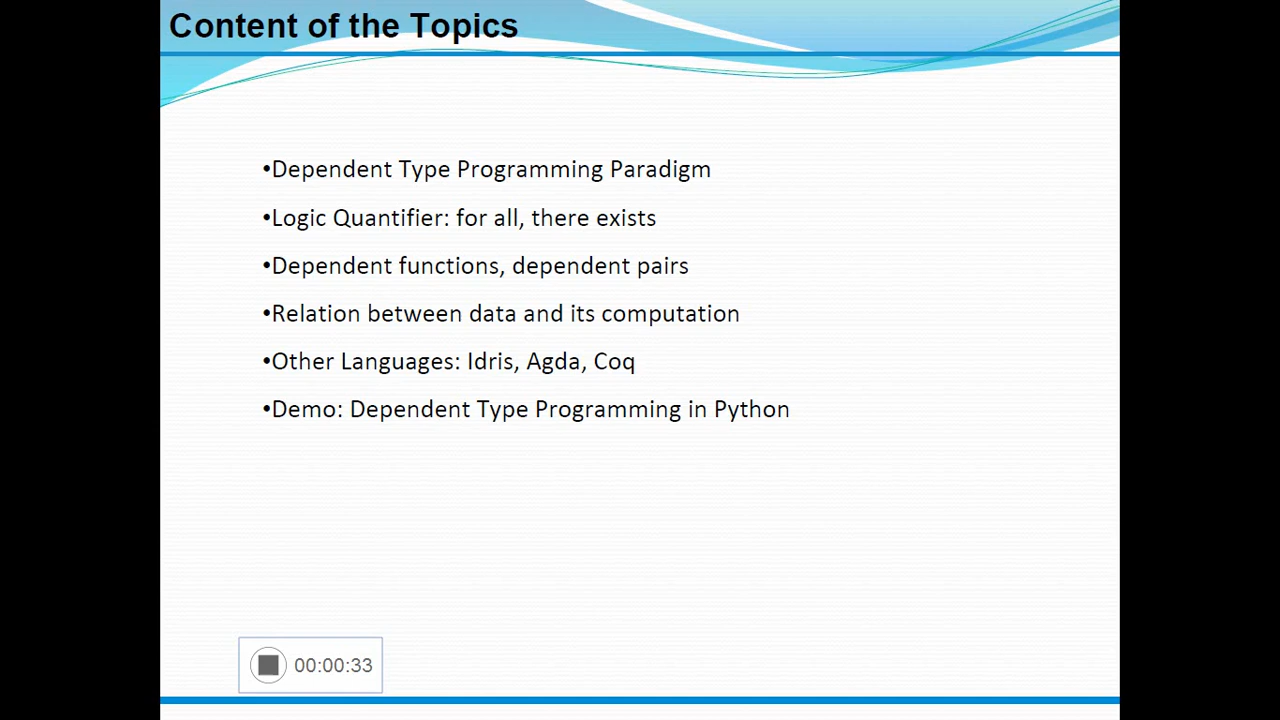 Content of the Topics
•Dependent Type Programming Paradigm
•Logic Quantifier: for all, there exists
•Dependent functions, dependent pairs
•Relation between data and its computation
•Other Languages: Idris, Agda, Coq
•Demo: Dependent Type Programming in Python
00:00:33